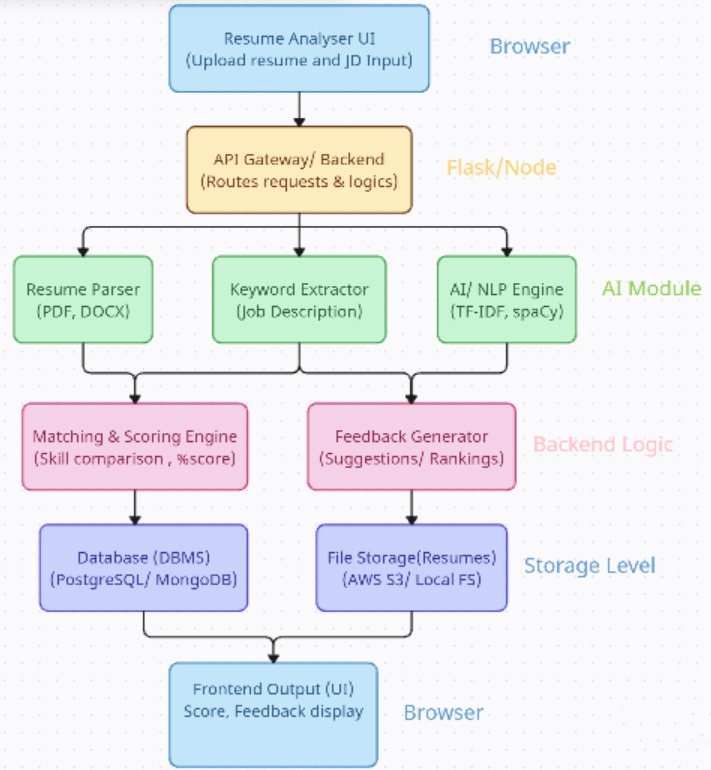 Resume Analyser UI
(Upload resume and JD Input)
Browser
API Gateway/ Backend
(Routes requests & logics)
Flask/Node
Resume Parser
(PDF, DOCX)
Keyword Extractor
(Job Description)
AI/ NLP Engine
(TF-IDF, spaCy)
AI Module
Matching & Scoring Engine
(Skill comparison , %score)
Feedback Generator
(Suggestions/ Rankings)
Backend Logic
Database (DBMS)
(PostgreSQL/ MongoDB)
File Storage(Resumes)
(AWS S3/ Local FS)
Storage Level
Frontend Output (UI)
Score, Feedback display
Browser